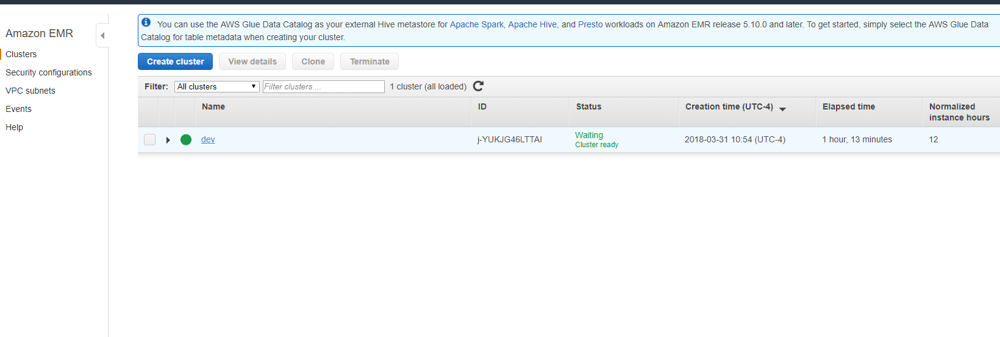 Amazon EMR
Clusters
Security configurations
VPC subnets
Events
Help
You can use the AWS Glue Data Catalog as your external Hive metastore for Apache Spark, Apache Hive, and Presto workloads on Amazon EMR release 5.10.0 and later. To get started, simply select the AWS Glue Data
Catalog for table metadata when creating your cluster.
Create cluster View details Clone Terminate
Filter: All clusters Filter clusters ... 1 cluster (all loaded)
Name ID Status Creation time (UTC-4) Elapsed time Normalized
instance hours
dev j-YUKJG46LTTAI Waiting 2018-03-31 10:54 (UTC-4) 1 hour, 13 minutes 12
Cluster ready